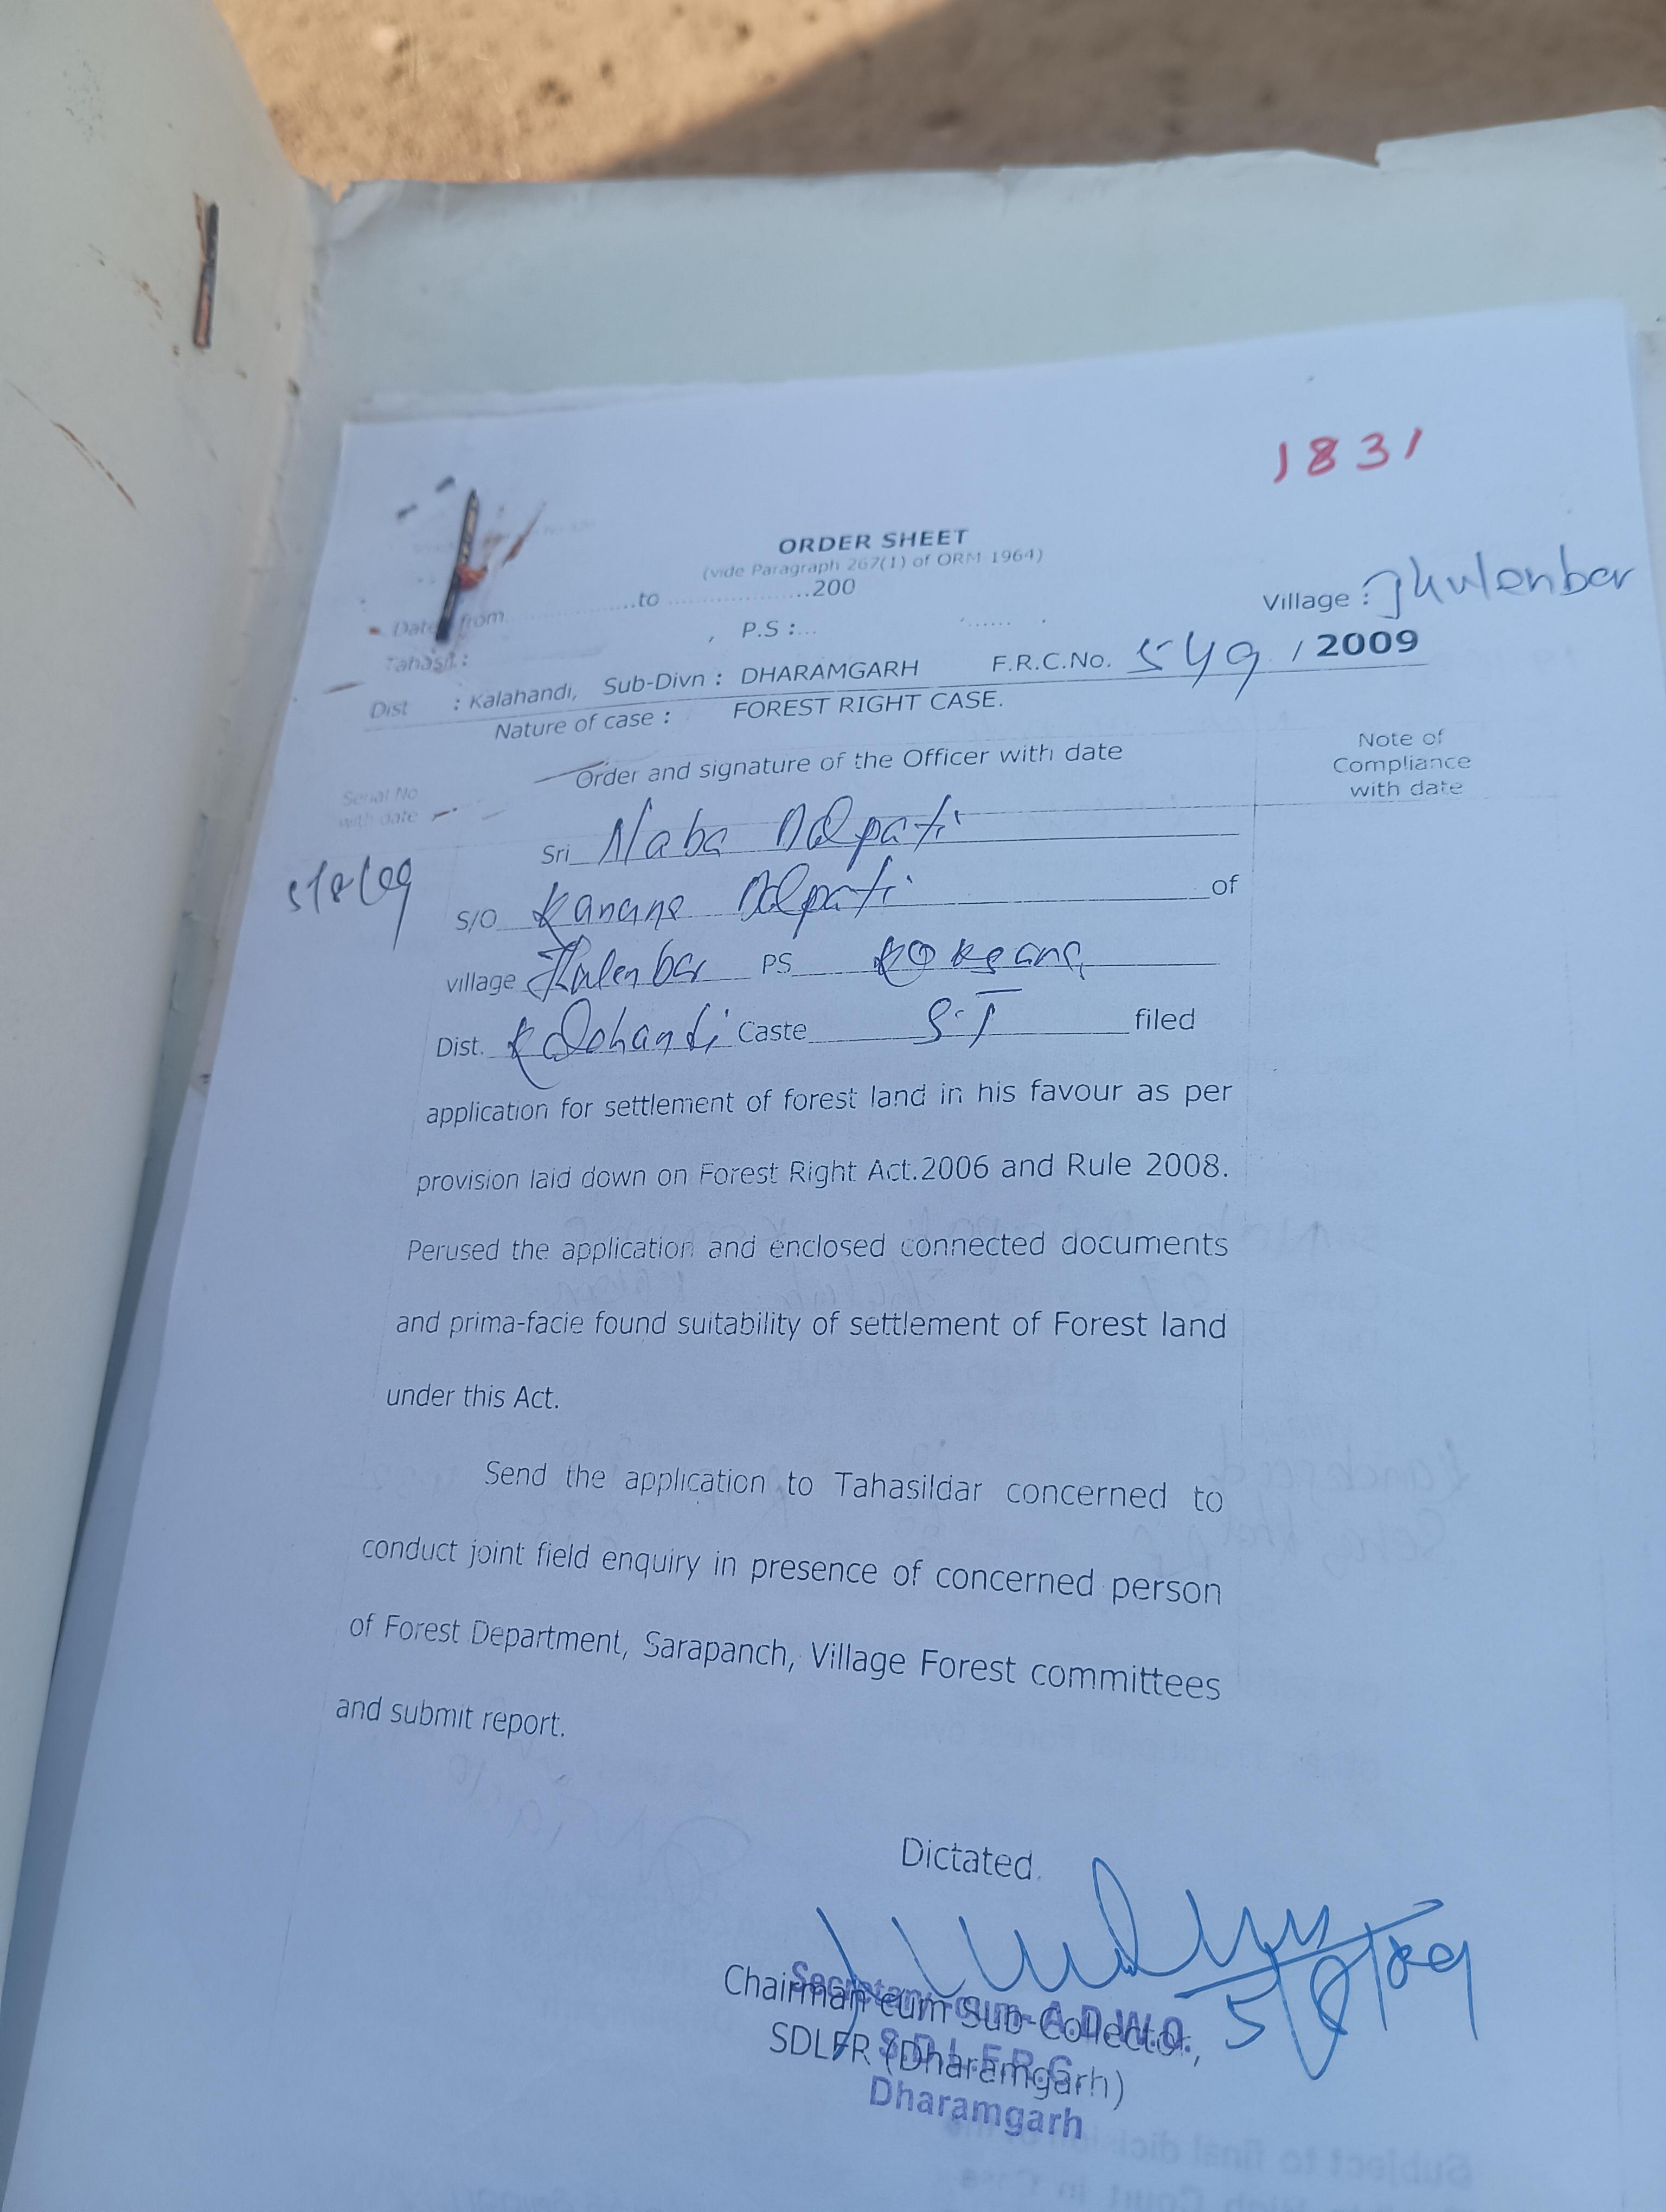 1831
ORDER SHEET
(vide Paragraph 267(1) of ORM 1964)
Date from ..............to ....................200
Village : Jhulenbar
Tahasil : , P.S :...
Dist : Kalahandi, Sub-Divn : DHARAMGARH F.R.C.No. 549 / 2009
Nature of case : FOREST RIGHT CASE.
Serial No with date
Order and signature of the Officer with date
Note of Compliance with date
5/8/09
Sri Naba Dalpati
S/O Kanana Dalpati of
village Jhulenbar PS Koksara
Dist. Kalahandi Caste S.T filed
application for settlement of forest land in his favour as per
provision laid down on Forest Right Act.2006 and Rule 2008.
Perused the application and enclosed connected documents
and prima-facie found suitability of settlement of Forest land
under this Act.
Send the application to Tahasildar concerned to
conduct joint field enquiry in presence of concerned person
of Forest Department, Sarapanch, Village Forest committees
and submit report.
Dictated.
5/8/09
Chairman cum Sub-Collector,
SDLFR (Dharamgarh)
Secretary-cum-A.D.W.O.
S.D.L.F.R.C.
Dharamgarh